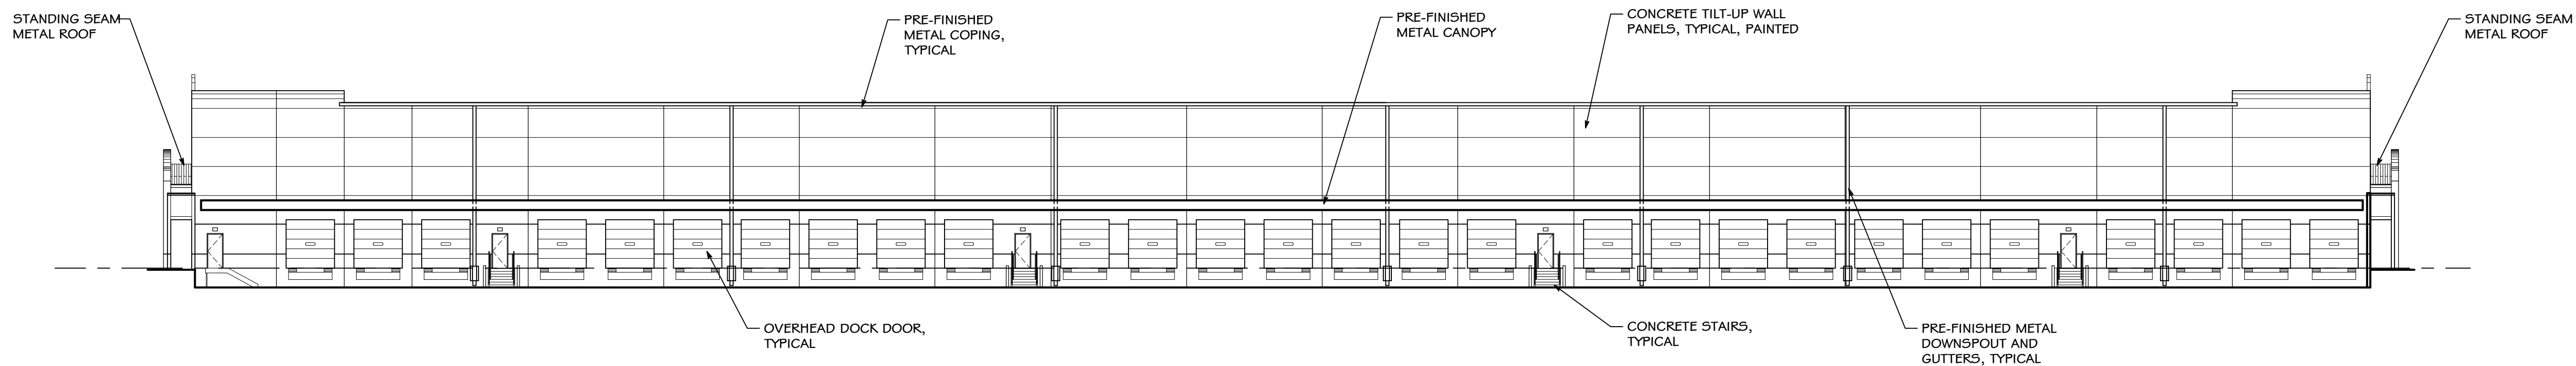 STANDING SEAM
METAL ROOF
PRE-FINISHED
METAL COPING,
TYPICAL
PRE-FINISHED
METAL CANOPY
CONCRETE TILT-UP WALL
PANELS, TYPICAL, PAINTED
STANDING SEAM
METAL ROOF
OVERHEAD DOCK DOOR,
TYPICAL
CONCRETE STAIRS,
TYPICAL
PRE-FINISHED METAL
DOWNSPOUT AND
GUTTERS, TYPICAL